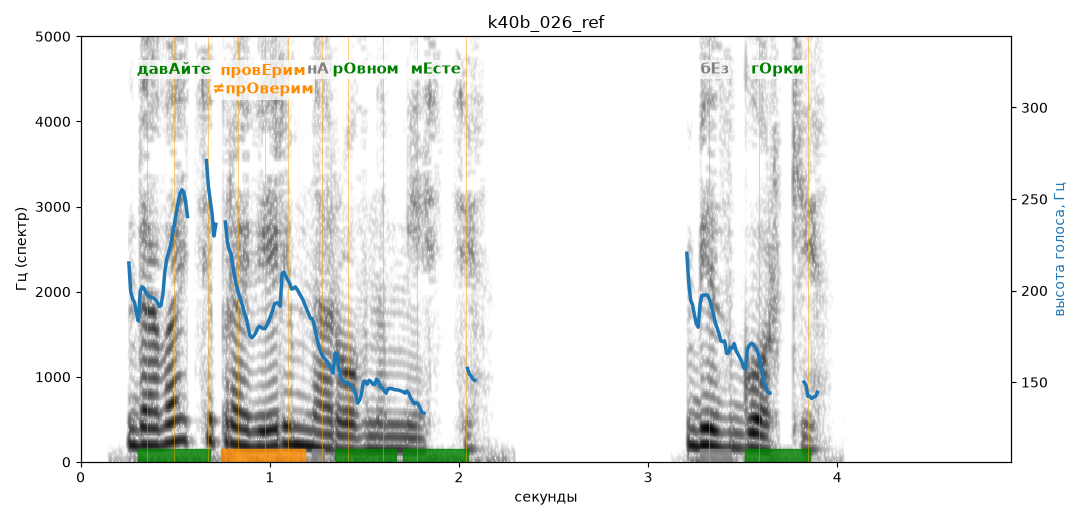 k40b_026_ref
5000
4000
3000
2000
1000
0
Гц (спектр)
давАйте провЕрим нА рОвном мЕсте бЕз гОрки
≠прОверим
300
250
200
150
высота голоса, Гц
0 1 2 3 4
секунды